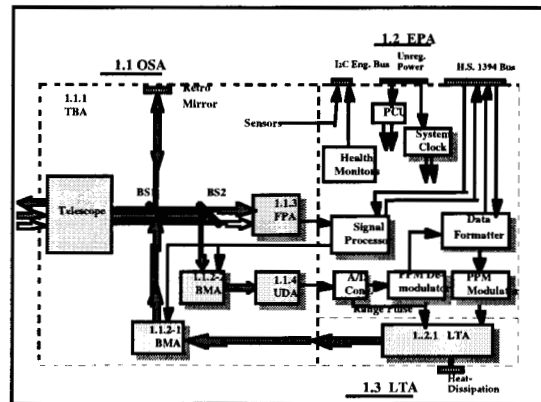 1.1 OSA
1.2 EPA
I2C Eng. Bus
Unreg.
Power
H.S. 1394 Bus
1.1.1
TBA
Retro
Mirror
Sensors
PCU
System
Clock
Health
Monitors
BS1
BS2
Telescope
1.1.3
FPA
Signal
Processor
Data
Formatter
1.1.2-2
BMA
1.1.4
UDA
A/D
Conv
PPM De-
modulator
PPM
Modulator
Range Pulse
1.1.2-1
BMA
1..2.1 LTA
Heat-
Dissipation
1.3 LTA